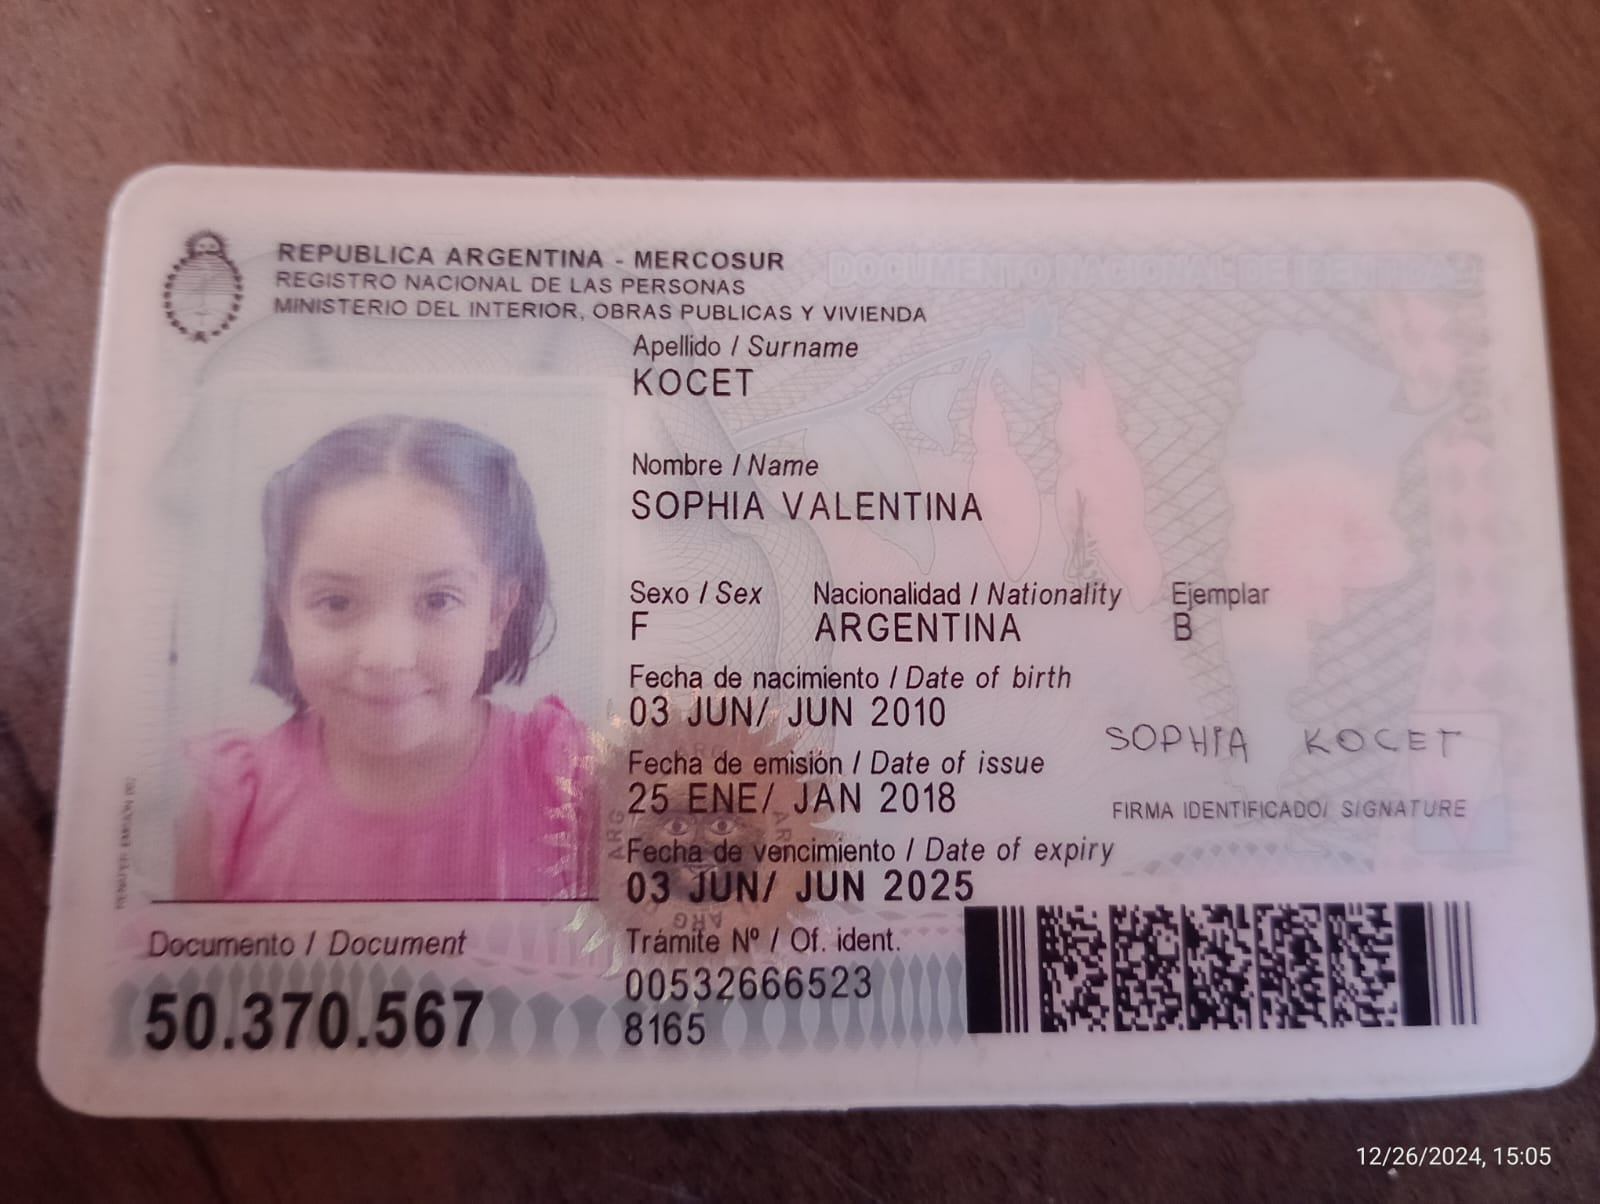 REPUBLICA ARGENTINA - MERCOSUR
REGISTRO NACIONAL DE LAS PERSONAS
MINISTERIO DEL INTERIOR, OBRAS PUBLICAS Y VIVIENDA
DOCUMENTO NACIONAL DE
Apellido / Surname
KOCET
Nombre / Name
SOPHIA VALENTINA
Sexo / Sex Nacionalidad / Nationality Ejemplar
F ARGENTINA B
Fecha de nacimiento / Date of birth
03 JUN/ JUN 2010
SOPHIA KOCET
Fecha de emisión / Date of issue
25 ENE/ JAN 2018
FIRMA IDENTIFICADO/ SIGNATURE
ARG
Fecha de vencimiento / Date of expiry
03 JUN/ JUN 2025
ARG
Documento / Document
50.370.567
Trámite Nº / Of. ident.
00532666523
8165
12/26/2024, 15:05